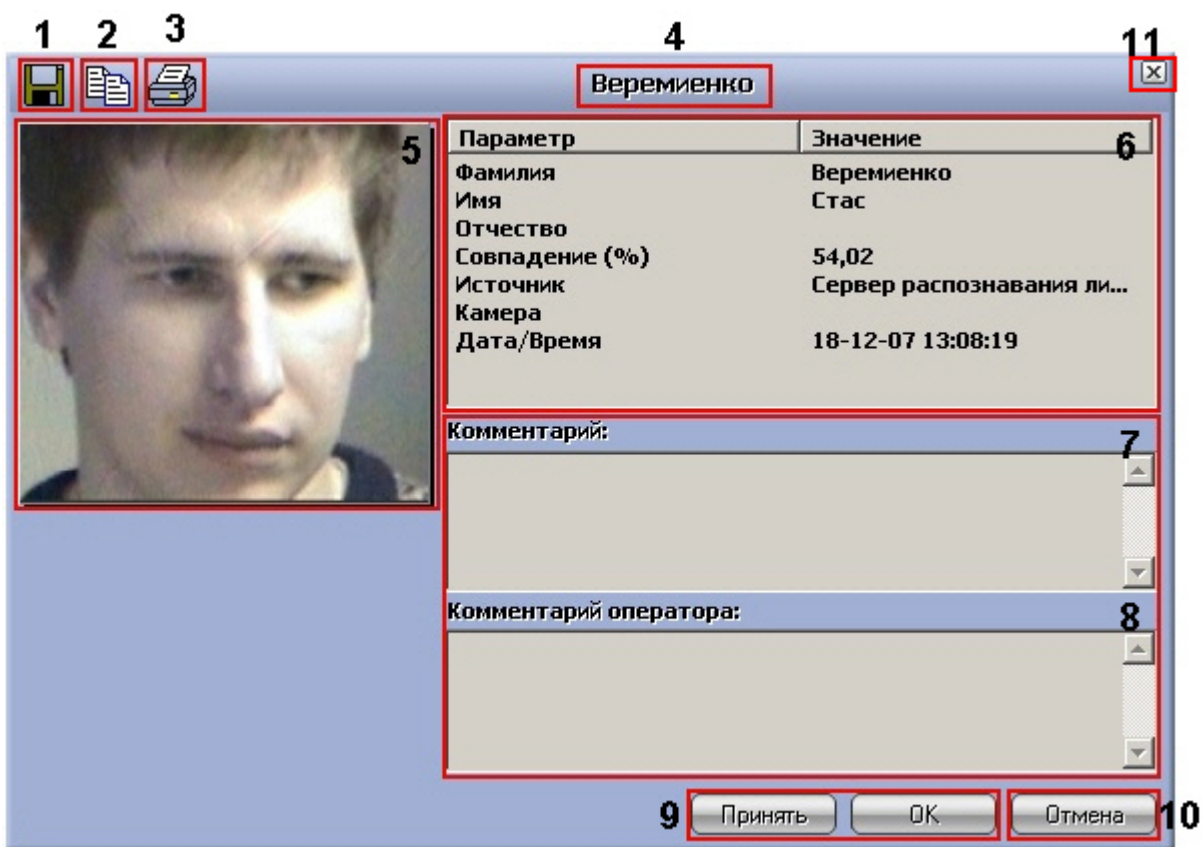 1 2 3 4 11
Веремиенко
5
Параметр Значение 6
Фамилия Веремиенко
Имя Стас
Отчество
Совпадение (%) 54,02
Источник Сервер распознавания ли...
Камера
Дата/Время 18-12-07 13:08:19
Комментарий: 7
Комментарий оператора: 8
9 Принять OK Отмена 10